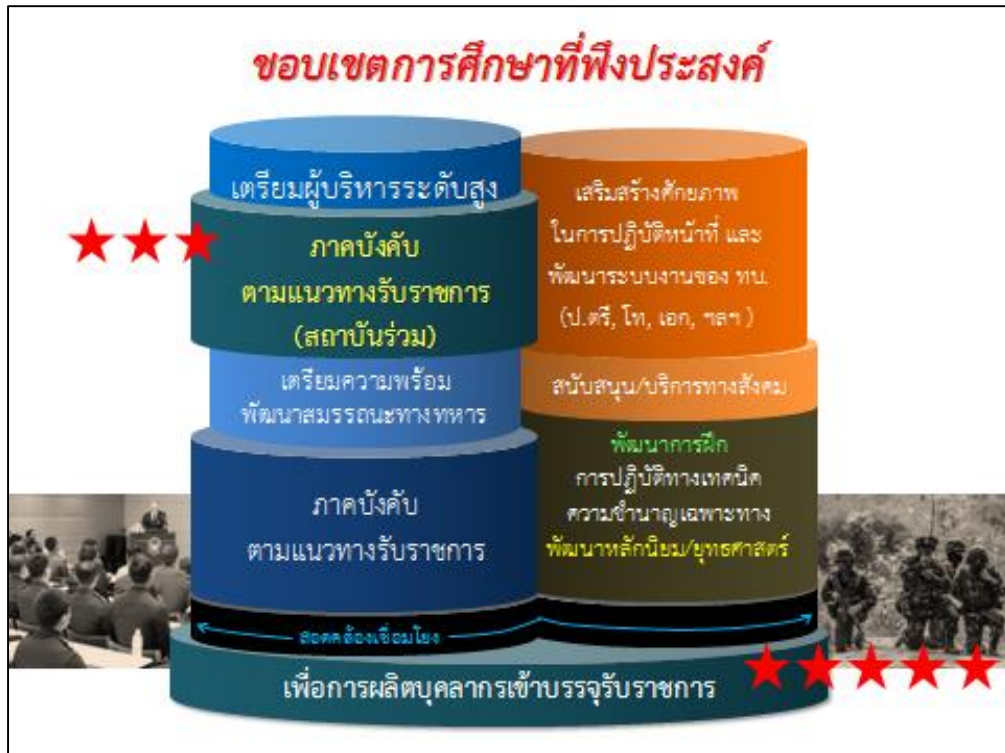 ขอบเขตการศึกษาที่พึงประสงค์
เตรียมผู้บริหารระดับสูง
ภาคบังคับ
ตามแนวทางรับราชการ
(สถาบันร่วม)
เตรียมความพร้อม
พัฒนาสมรรถนะทางทหาร
ภาคบังคับ
ตามแนวทางรับราชการ
เสริมสร้างศักยภาพ
ในการปฏิบัติหน้าที่ และ
พัฒนาระบบงานของ ทบ.
(ป.ตรี, โท, เอก, ฯลฯ )
สนับสนุน/บริการทางสังคม
พัฒนาการฝึก
การปฏิบัติทางเทคนิค
ความชำนาญเฉพาะทาง
พัฒนาหลักนิยม/ยุทธศาสตร์
สอดคล้องเชื่อมโยง
เพื่อการผลิตบุคลากรเข้าบรรจุรับราชการ